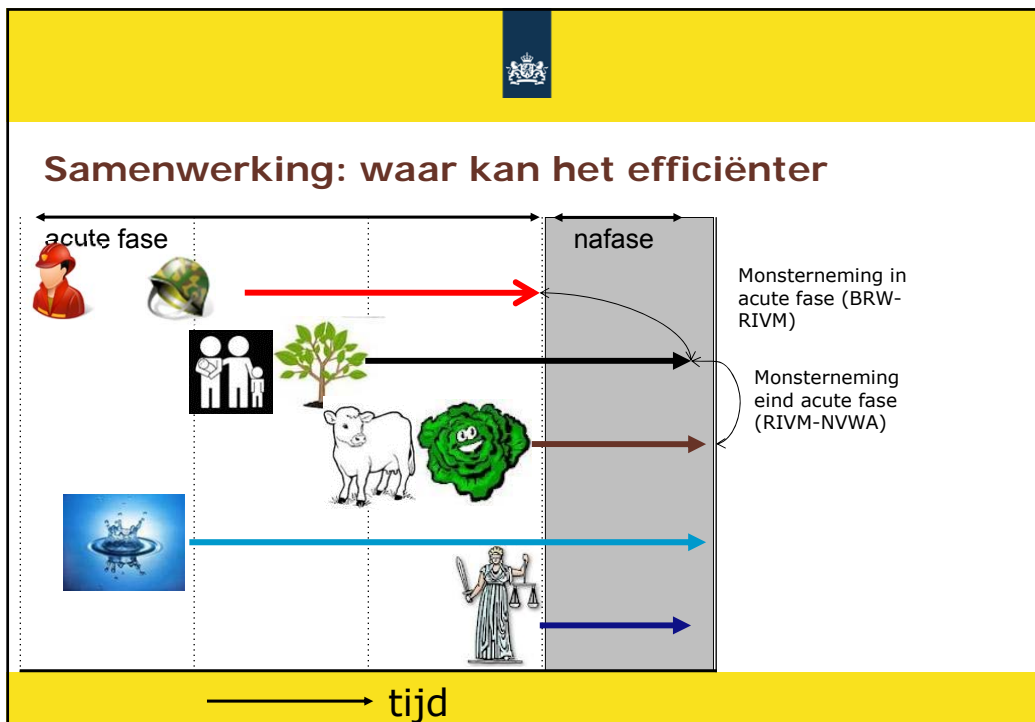 Samenwerking: waar kan het efficiënter
acute fase
nafase
Monsterneming in
acute fase (BRW-
RIVM)
Monsterneming
eind acute fase
(RIVM-NVWA)
tijd